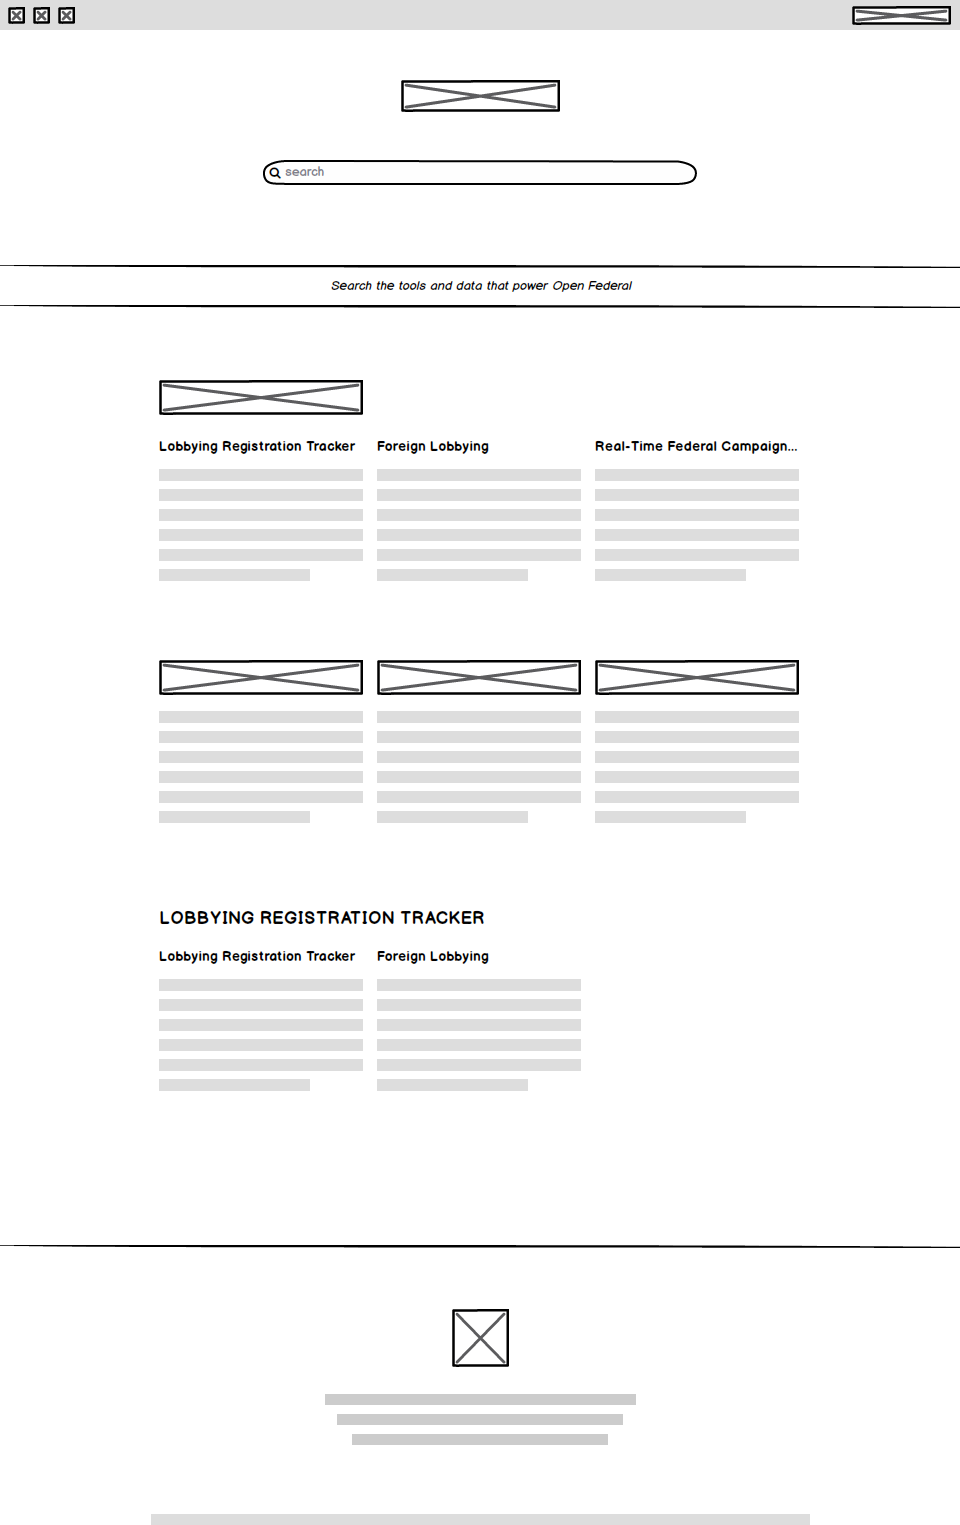 search
Search the tools and data that power Open Federal
Lobbying Registration Tracker
Foreign Lobbying
Real-Time Federal Campaign...
LOBBYING REGISTRATION TRACKER
Lobbying Registration Tracker
Foreign Lobbying